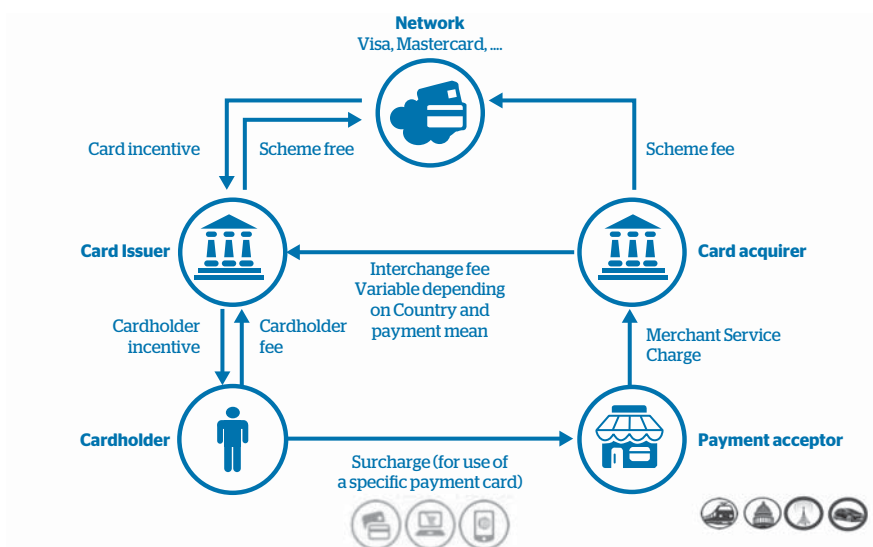 Network
Visa, Mastercard, ....
Card incentive
Scheme free
Scheme fee
Card Issuer
Card acquirer
Interchange fee
Variable depending
on Country and
payment mean
Cardholder
incentive
Cardholder
fee
Merchant Service
Charge
Cardholder
Payment acceptor
Surcharge (for use of
a specific payment card)